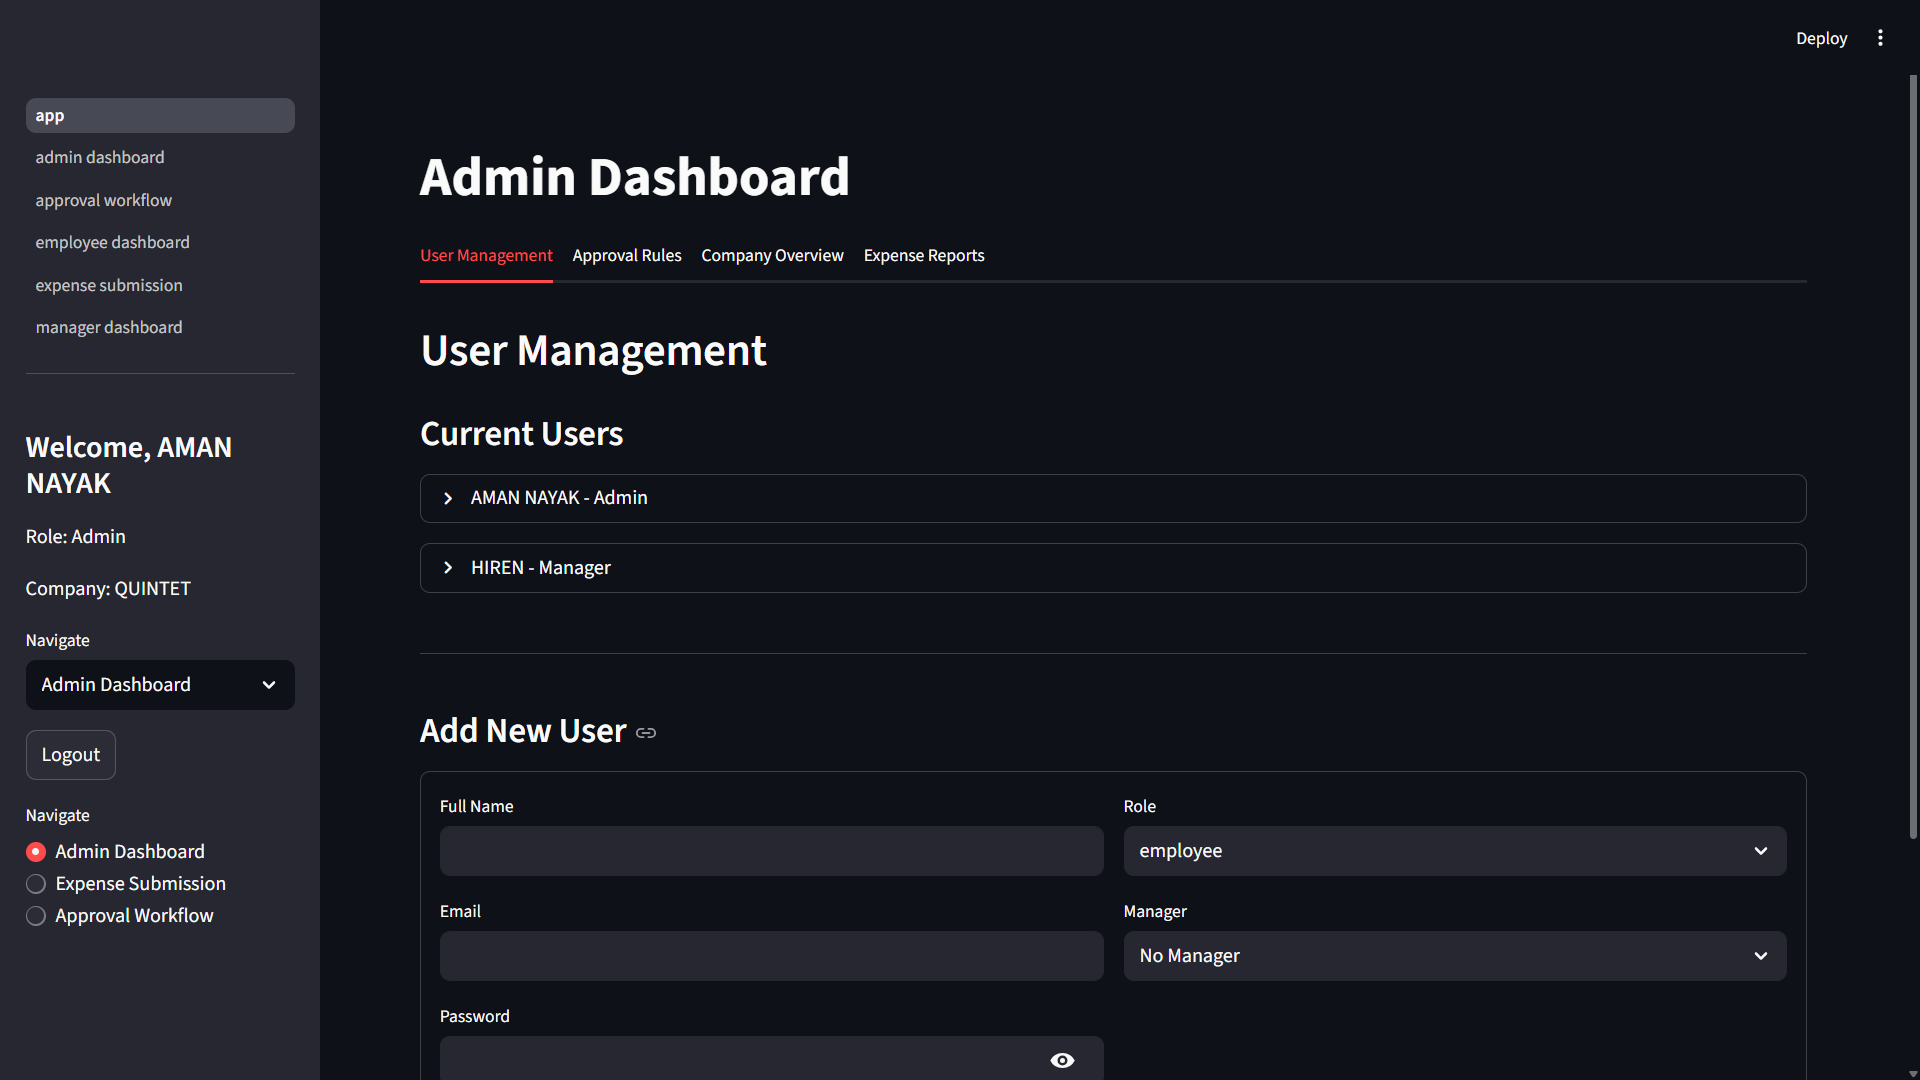 Deploy
app
admin dashboard
approval workflow
employee dashboard
expense submission
manager dashboard
Welcome, AMAN
NAYAK
Role: Admin
Company: QUINTET
Navigate
Admin Dashboard
Logout
Navigate
Admin Dashboard
Expense Submission
Approval Workflow
Admin Dashboard
User Management Approval Rules Company Overview Expense Reports
User Management
Current Users
AMAN NAYAK - Admin
HIREN - Manager
Add New User
Full Name
Role
employee
Email
Manager
No Manager
Password